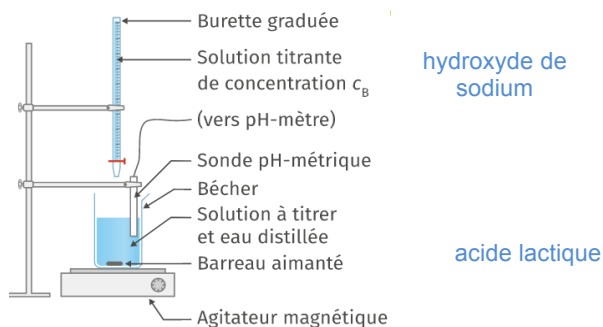 Burette graduée
Solution titrante
de concentration cB
hydroxyde de
sodium
(vers pH-mètre)
Sonde pH-métrique
Bécher
Solution à titrer
et eau distillée
acide lactique
Barreau aimanté
Agitateur magnétique